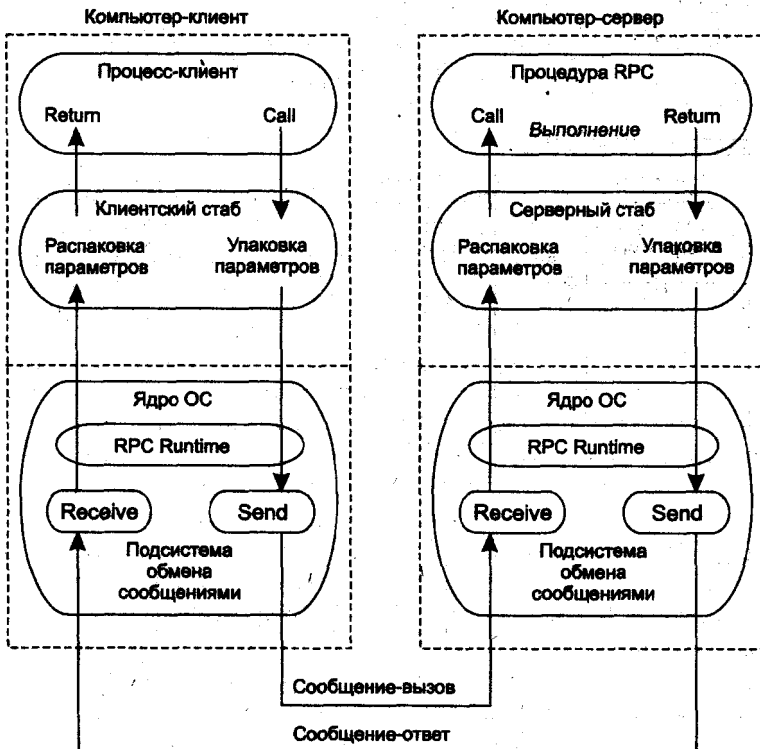 Компьютер-клиент
Процесс-клиент
Return
Call
Клиентский стаб
Распаковка
параметров
Упаковка
параметров
Ядро ОС
RPC Runtime
Receive
Send
Подсистема
обмена
сообщениями
Компьютер-сервер
Процедура RPC
Call
Выполнение
Return
Серверный стаб
Распаковка
параметров
Упаковка
параметров
Ядро ОС
RPC Runtime
Receive
Send
Подсистема
обмена
сообщениями
Сообщение-вызов
Сообщение-ответ